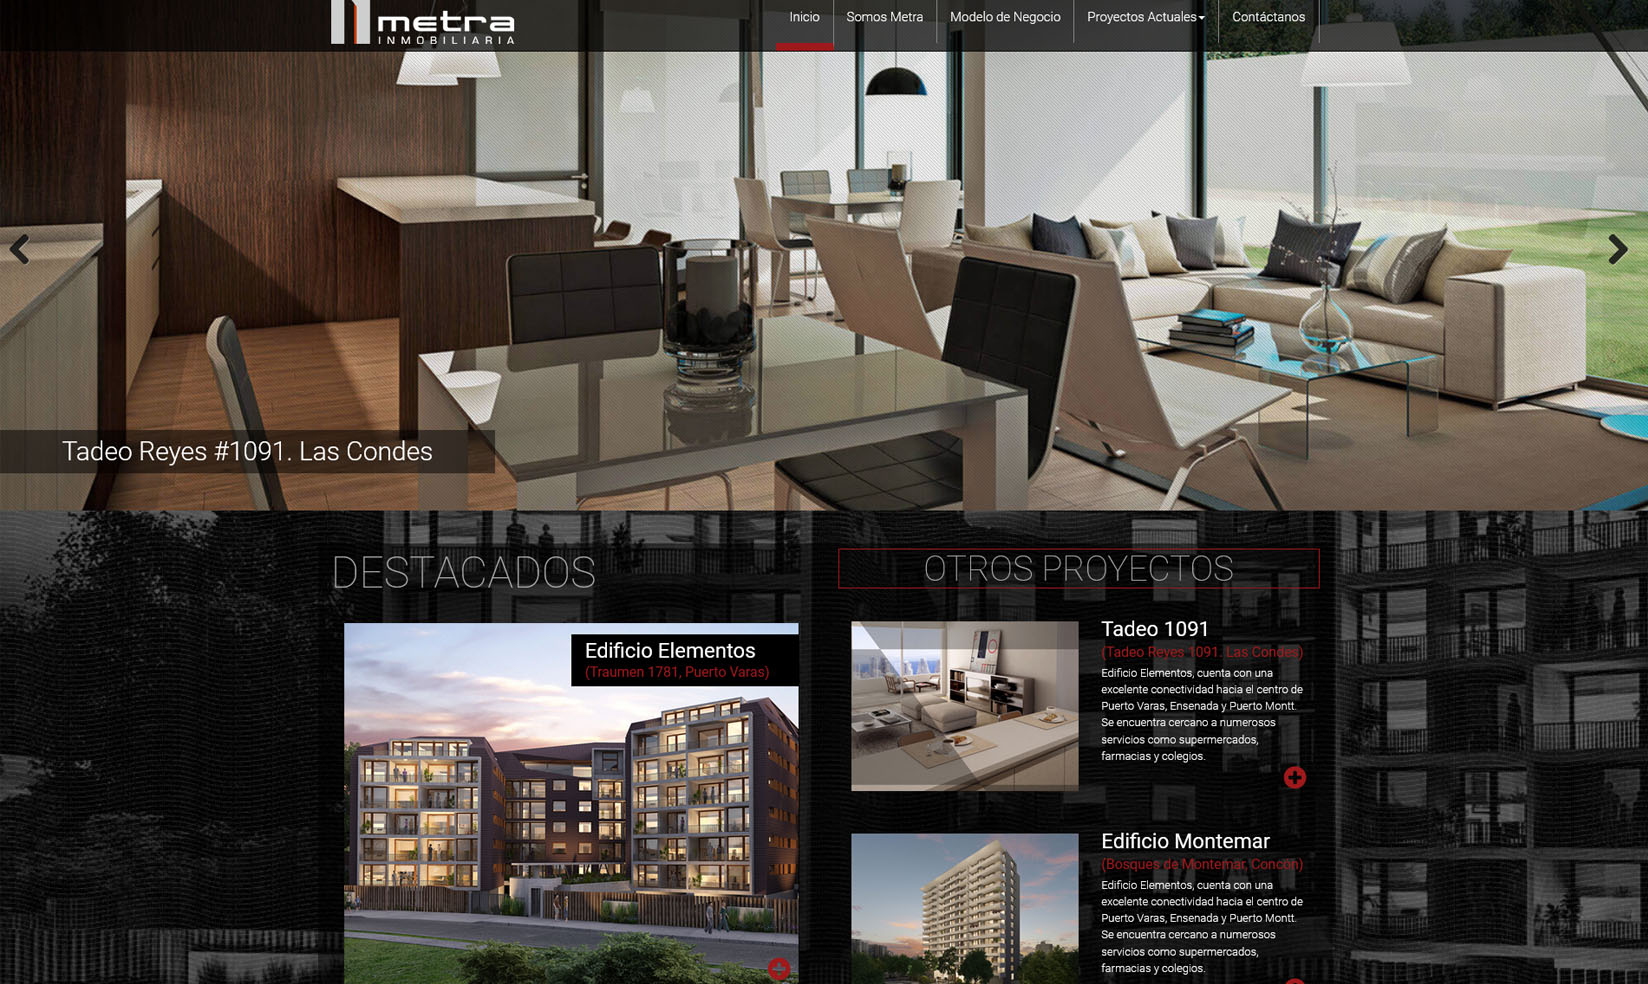 metra
INMOBILIARIA
Inicio
Somos Metra
Modelo de Negocio
Proyectos Actuales
Contáctanos
Tadeo Reyes #1091. Las Condes
DESTACADOS
Edificio Elementos
(Traumen 1781, Puerto Varas)
OTROS PROYECTOS
Tadeo 1091
(Tadeo Reyes 1091. Las Condes)
Edificio Elementos, cuenta con una
excelente conectividad hacia el centro de
Puerto Varas, Ensenada y Puerto Montt.
Se encuentra cercano a numerosos
servicios como supermercados,
farmacias y colegios.
Edificio Montemar
(Bosques de Montemar, Concón)
Edificio Elementos, cuenta con una
excelente conectividad hacia el centro de
Puerto Varas, Ensenada y Puerto Montt.
Se encuentra cercano a numerosos
servicios como supermercados,
farmacias y colegios.